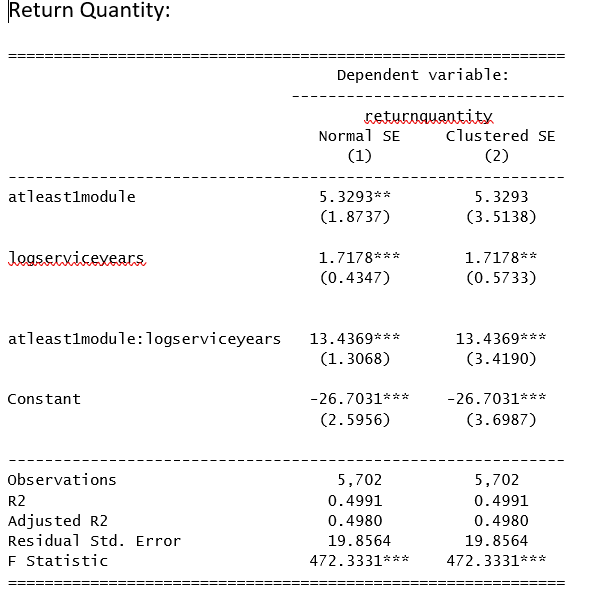 Return Quantity:
=============================================================
Dependent variable:
------------------------------
returnquantity
Normal SE Clustered SE
(1) (2)
-------------------------------------------------------------
atleast1module 5.3293** 5.3293
(1.8737) (3.5138)
logserviceyears 1.7178*** 1.7178**
(0.4347) (0.5733)
atleast1module:logserviceyears 13.4369*** 13.4369***
(1.3068) (3.4190)
Constant -26.7031*** -26.7031***
(2.5956) (3.6987)
-------------------------------------------------------------
Observations 5,702 5,702
R2 0.4991 0.4991
Adjusted R2 0.4980 0.4980
Residual Std. Error 19.8564 19.8564
F Statistic 472.3331*** 472.3331***
=============================================================